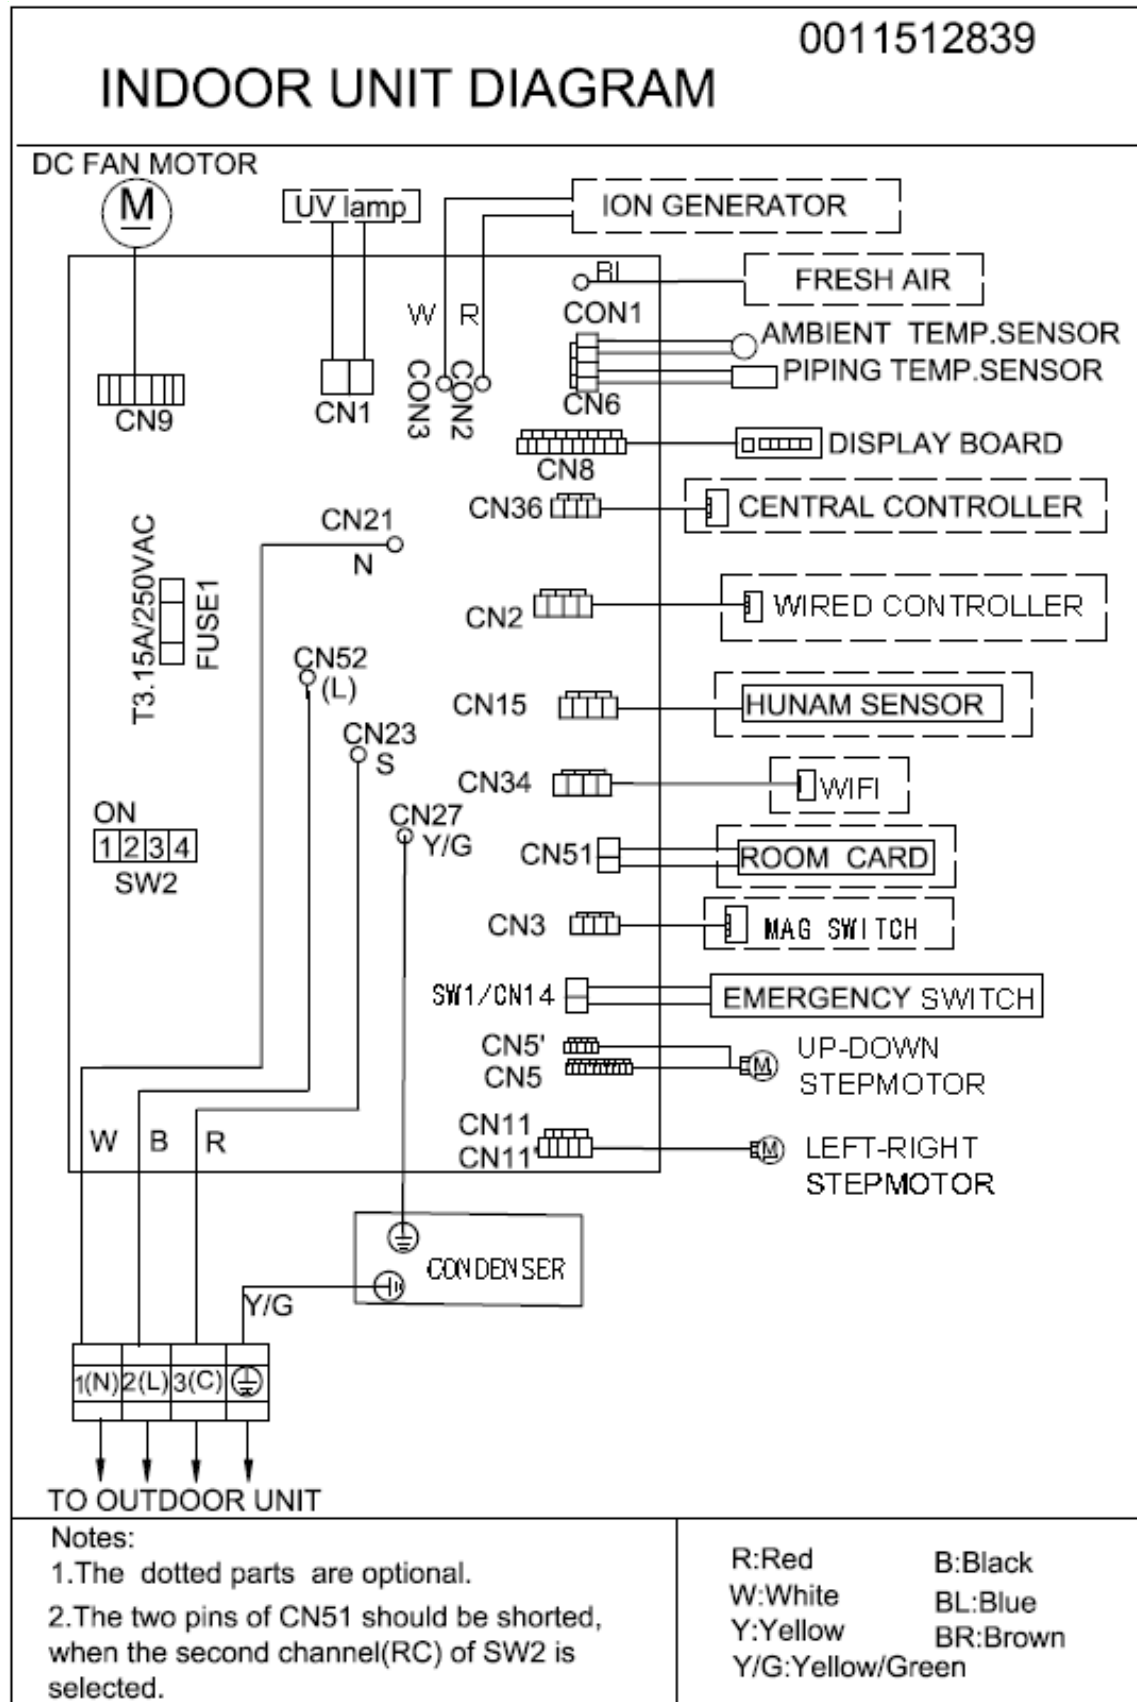 0011512839
INDOOR UNIT DIAGRAM
DC FAN MOTOR
M
UV lamp
ION GENERATOR
BL
FRESH AIR
W R
CON1
AMBIENT TEMP.SENSOR
PIPING TEMP.SENSOR
CN9
CN1
CON3
CON2
CN6
CN8
DISPLAY BOARD
CN36
CENTRAL CONTROLLER
CN21
N
T3.15A/250VAC
FUSE1
CN2
WIRED CONTROLLER
CN52
(L)
CN15
HUNAM SENSOR
CN23
S
CN34
WIFI
ON
1 2 3 4
SW2
CN27
Y/G
CN51
ROOM CARD
CN3
MAG SWITCH
SW1/CN14
EMERGENCY SWITCH
CN5'
CN5
M
UP-DOWN
STEPMOTOR
W B R
CN11
CN11'
M
LEFT-RIGHT
STEPMOTOR
CONDENSER
Y/G
1(N) 2(L) 3(C)
TO OUTDOOR UNIT
Notes:
1.The dotted parts are optional.
2.The two pins of CN51 should be shorted,
when the second channel(RC) of SW2 is
selected.
R:Red B:Black
W:White BL:Blue
Y:Yellow BR:Brown
Y/G:Yellow/Green